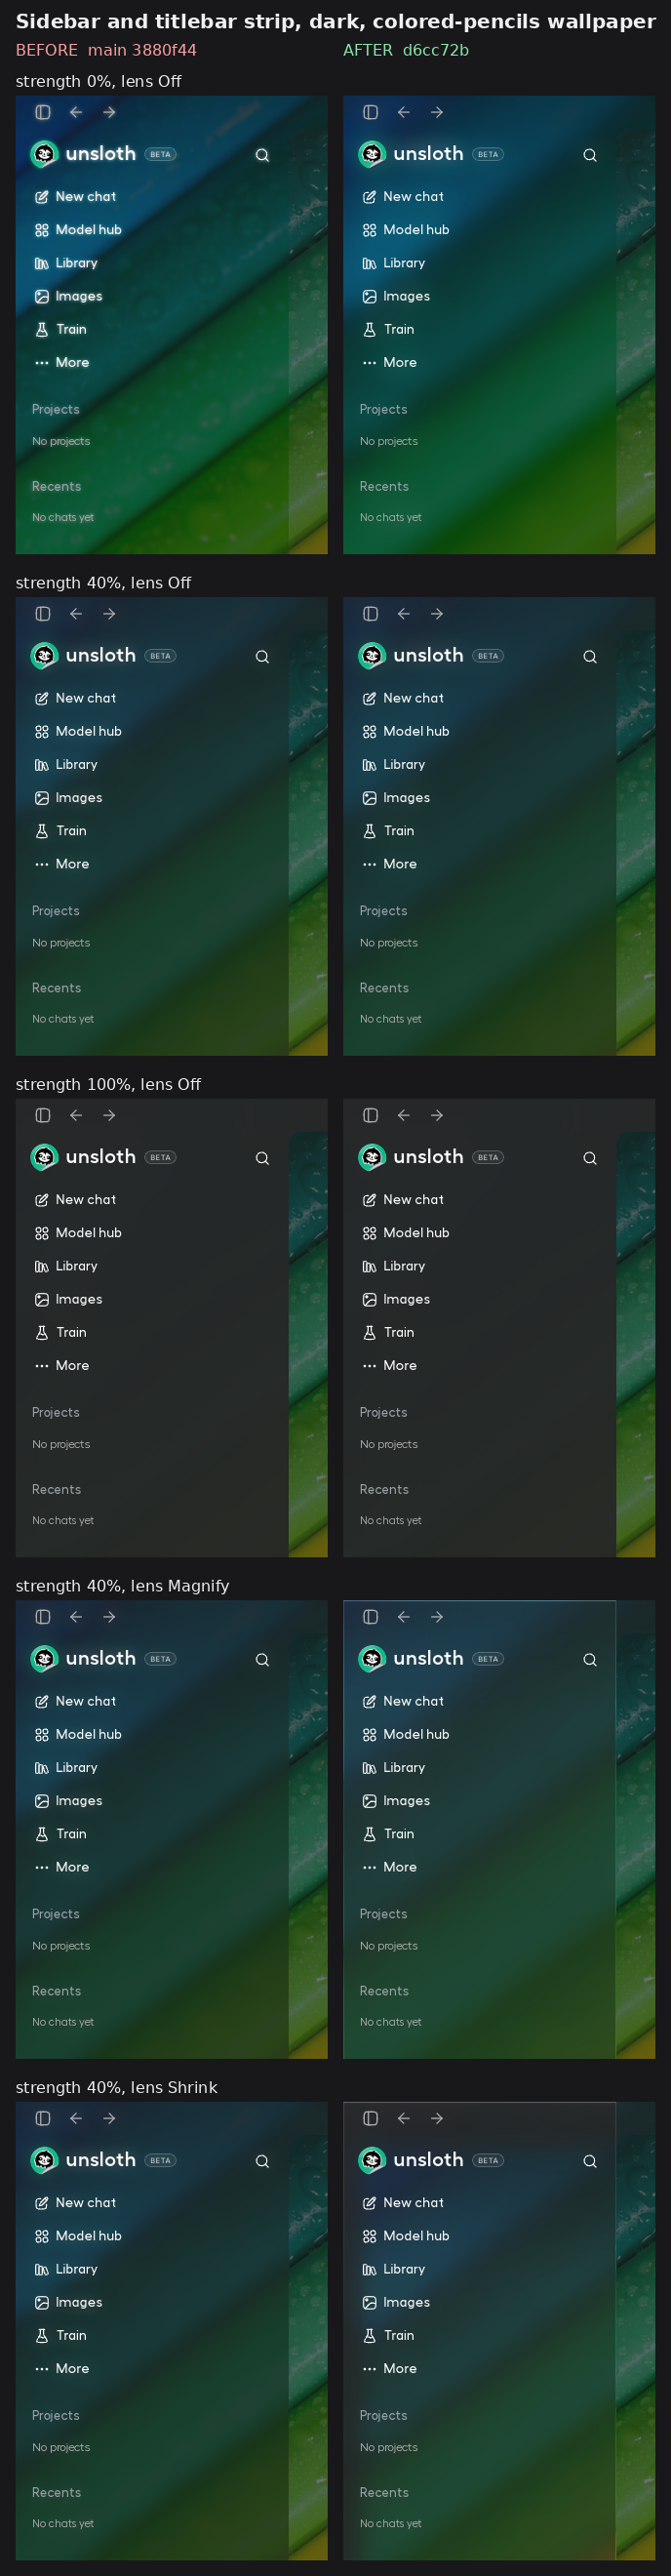 Sidebar and titlebar strip, dark, colored-pencils wallpaper
BEFORE main 3880f44
AFTER d6cc72b
strength 0%, lens Off
unsloth BETA
New chat
Model hub
Library
Images
Train
More
Projects
No projects
Recents
No chats yet
unsloth BETA
New chat
Model hub
Library
Images
Train
More
Projects
No projects
Recents
No chats yet
strength 40%, lens Off
unsloth BETA
New chat
Model hub
Library
Images
Train
More
Projects
No projects
Recents
No chats yet
unsloth BETA
New chat
Model hub
Library
Images
Train
More
Projects
No projects
Recents
No chats yet
strength 100%, lens Off
unsloth BETA
New chat
Model hub
Library
Images
Train
More
Projects
No projects
Recents
No chats yet
unsloth BETA
New chat
Model hub
Library
Images
Train
More
Projects
No projects
Recents
No chats yet
strength 40%, lens Magnify
unsloth BETA
New chat
Model hub
Library
Images
Train
More
Projects
No projects
Recents
No chats yet
unsloth BETA
New chat
Model hub
Library
Images
Train
More
Projects
No projects
Recents
No chats yet
strength 40%, lens Shrink
unsloth BETA
New chat
Model hub
Library
Images
Train
More
Projects
No projects
Recents
No chats yet
unsloth BETA
New chat
Model hub
Library
Images
Train
More
Projects
No projects
Recents
No chats yet